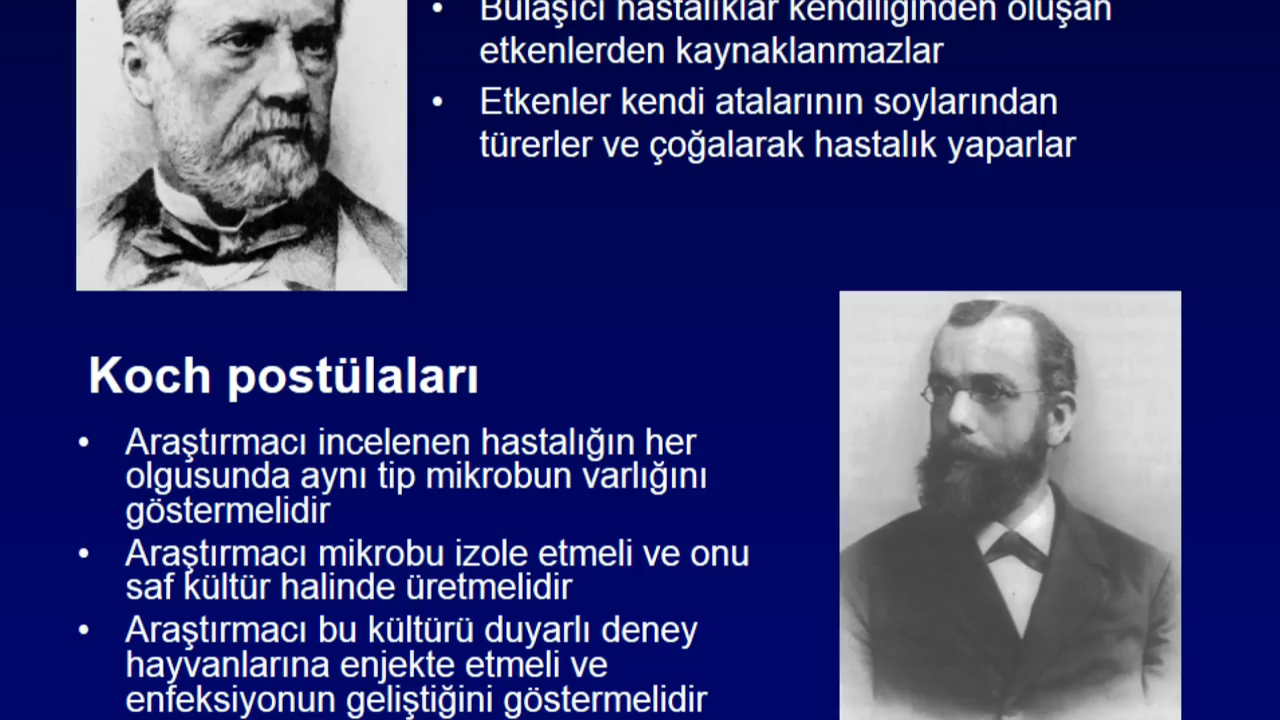 Bulaşıcı hastalıklar kendiliğinden oluşan
etkenlerden kaynaklanmazlar
Etkenler kendi atalarının soylarından
türerler ve çoğalarak hastalık yaparlar
Koch postülaları
Araştırmacı incelenen hastalığın her
olgusunda aynı tip mikrobun varlığını
göstermelidir
Araştırmacı mikrobu izole etmeli ve onu
saf kültür halinde üretmelidir
Araştırmacı bu kültürü duyarlı deney
hayvanlarına enjekte etmeli ve
enfeksiyonun geliştiğini göstermelidir